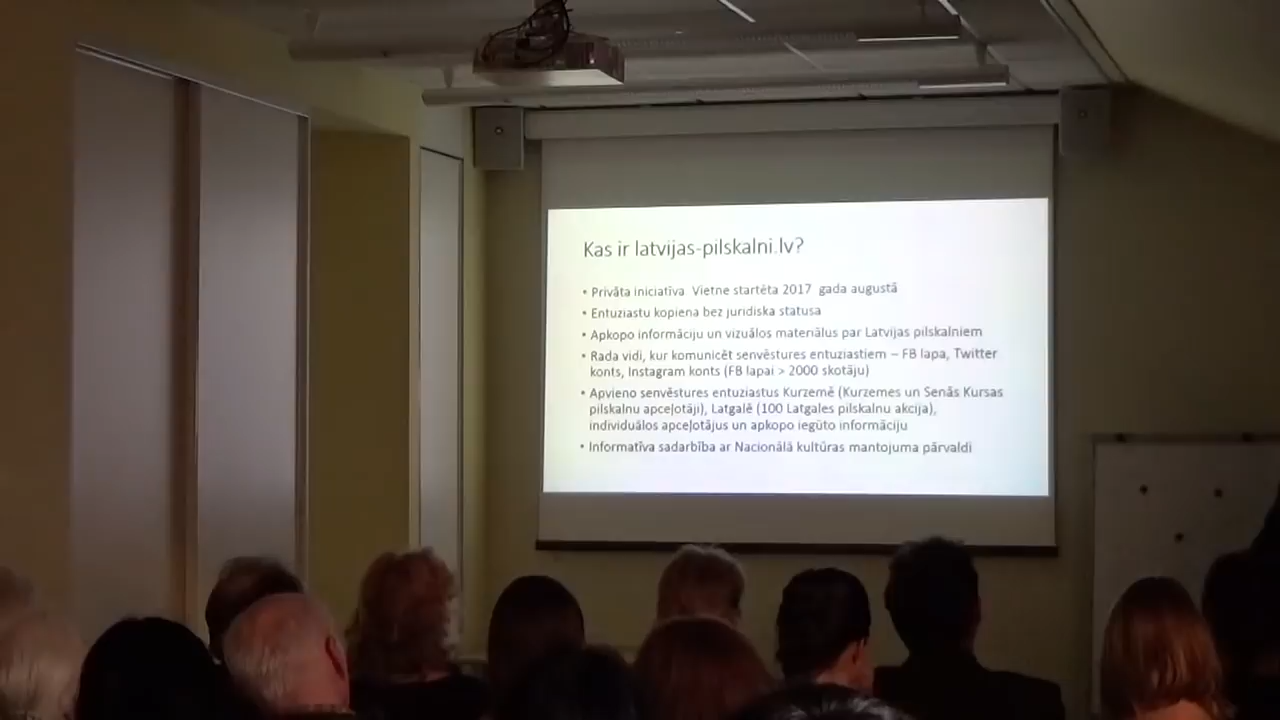 Kas ir latvijas-pilskalni.lv?
• Privāta iniciatīva Vietne startēta 2017 gada augustā
• Entuziastu kopiena bez juridiska statusa
• Apkopo informāciju un vizuālos materiālus par Latvijas pilskalniem
• Rada vidi, kur komunicēt senvēstures entuziastiem – FB lapa, Twitter
konts, Instagram konts (FB lapai > 2000 skotāju)
• Apvieno senvēstures entuziastus Kurzemē (Kurzemes un Senās Kursas
pilskalnu apceļotāji), Latgalē (100 Latgales pilskalnu akcija),
individuālos apceļotājus un apkopo iegūto informāciju
• Informatīva sadarbība ar Nacionālā kultūras mantojuma pārvaldi